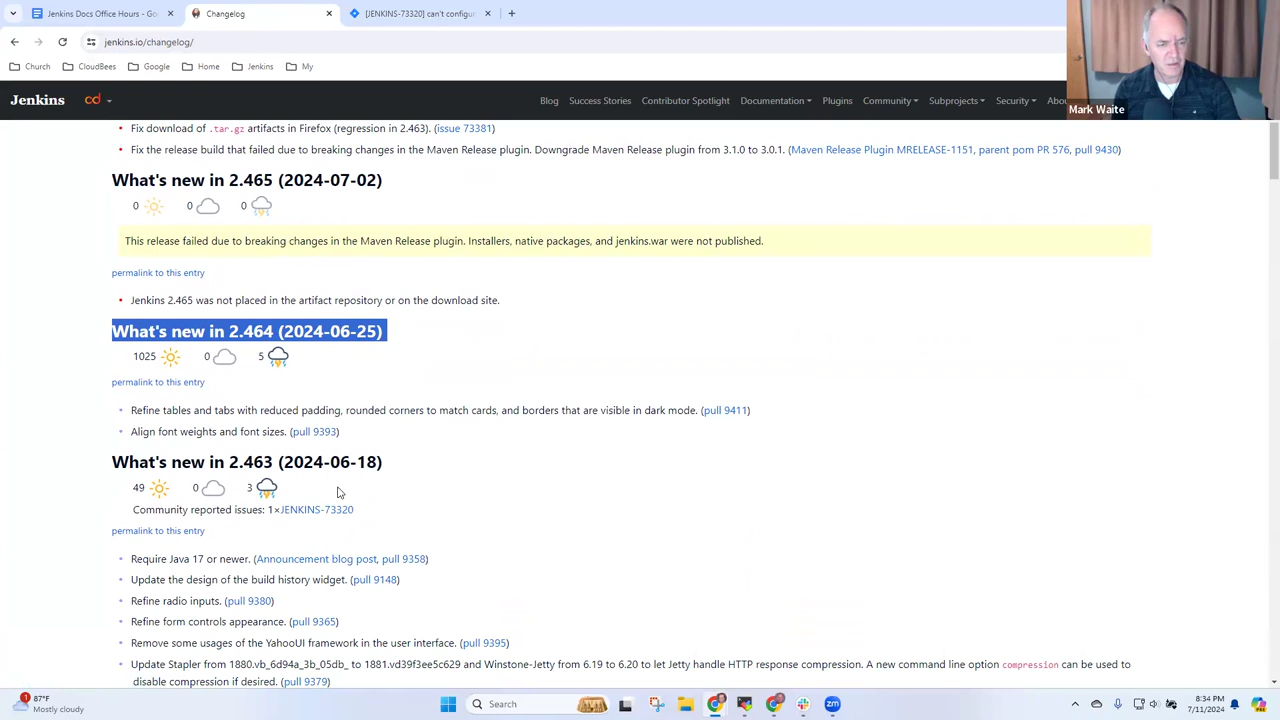 Jenkins Docs Office Hours - Go
Changelog
[JENKINS-73320] can't configur
jenkins.io/changelog/
Church
CloudBees
Google
Home
Jenkins
My
Mark Waite
Jenkins
cd
Blog
Success Stories
Contributor Spotlight
Documentation
Plugins
Community
Subprojects
Security
Abou
Fix download of .tar.gz artifacts in Firefox (regression in 2.463). (issue 73381)
Fix the release build that failed due to breaking changes in the Maven Release plugin. Downgrade Maven Release plugin from 3.1.0 to 3.0.1. (Maven Release Plugin MRELEASE-1151, parent pom PR 576, pull 9430)
What's new in 2.465 (2024-07-02)
0 0 0
This release failed due to breaking changes in the Maven Release plugin. Installers, native packages, and jenkins.war were not published.
permalink to this entry
Jenkins 2.465 was not placed in the artifact repository or on the download site.
What's new in 2.464 (2024-06-25)
1025 0 5
permalink to this entry
Refine tables and tabs with reduced padding, rounded corners to match cards, and borders that are visible in dark mode. (pull 9411)
Align font weights and font sizes. (pull 9393)
What's new in 2.463 (2024-06-18)
49 0 3
Community reported issues: 1×JENKINS-73320
permalink to this entry
Require Java 17 or newer. (Announcement blog post, pull 9358)
Update the design of the build history widget. (pull 9148)
Refine radio inputs. (pull 9380)
Refine form controls appearance. (pull 9365)
Remove some usages of the YahooUI framework in the user interface. (pull 9395)
Update Stapler from 1880.vb_6d94a_3b_05db_ to 1881.vd39f3ee5c629 and Winstone-Jetty from 6.19 to 6.20 to let Jetty handle HTTP response compression. A new command line option compression can be used to
disable compression if desired. (pull 9379)
1
87°F
Mostly cloudy
Search
zm
8:34 PM
7/11/2024